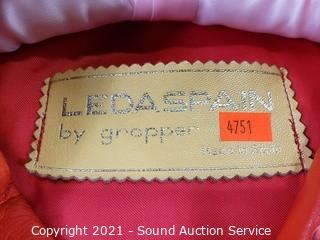 LEDASPAIN
by gropper
4751
Made in Spain
Copyright 2021 - Sound Auction Service